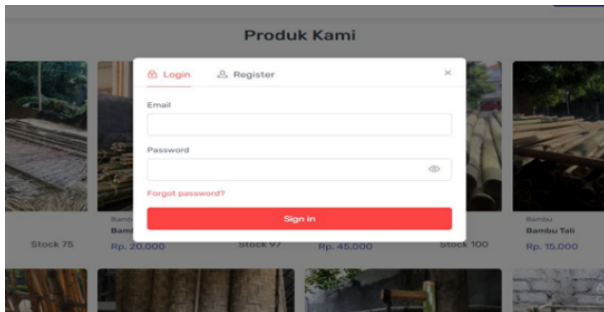 Produk Kami
Login
Register
Email
Password
Forgot password?
Sign in
Stock 75
Rp. 20.000
Stock 97
Rp. 45.000
Stock 100
Bambu
Bambu Tali
Rp. 15.000